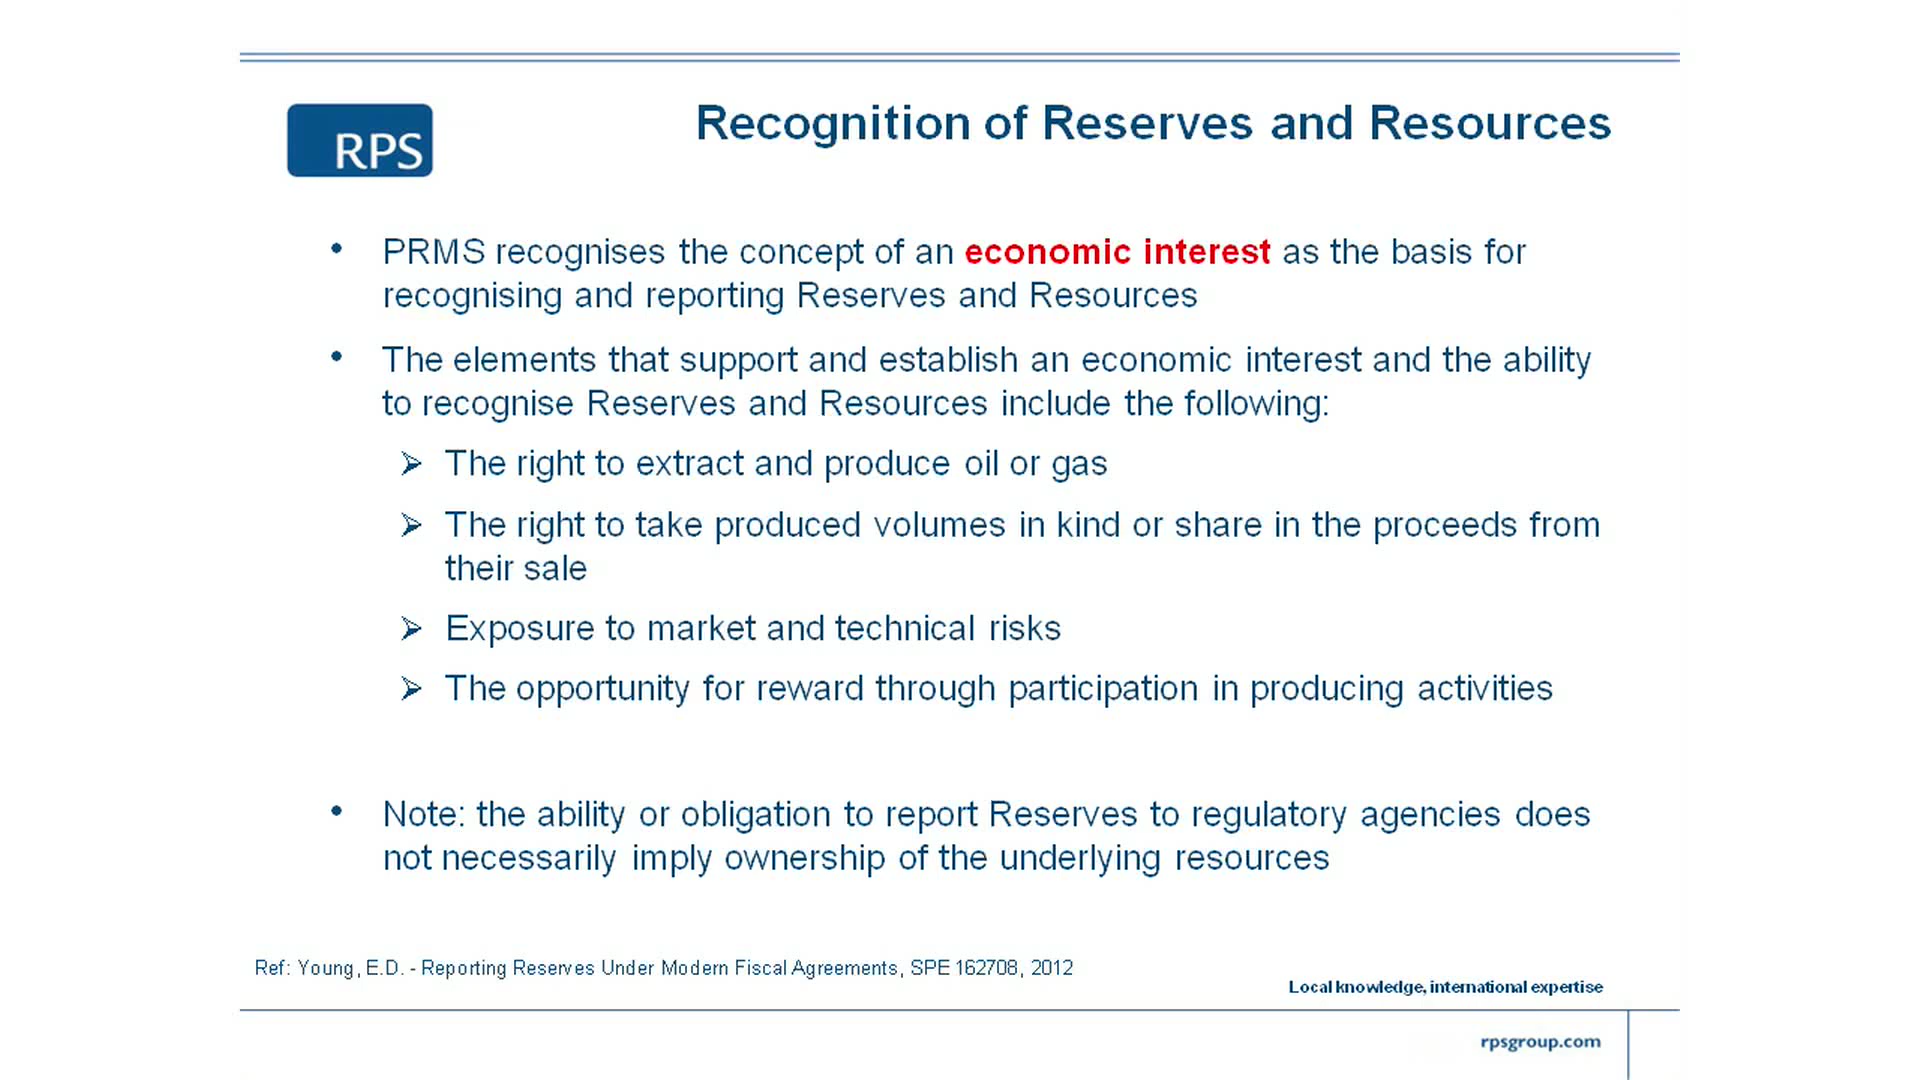 Recognition of Reserves and Resources
RPS
• PRMS recognises the concept of an economic interest as the basis for
recognising and reporting Reserves and Resources
• The elements that support and establish an economic interest and the ability
to recognise Reserves and Resources include the following:
➢ The right to extract and produce oil or gas
➢ The right to take produced volumes in kind or share in the proceeds from
their sale
➢ Exposure to market and technical risks
➢ The opportunity for reward through participation in producing activities
• Note: the ability or obligation to report Reserves to regulatory agencies does
not necessarily imply ownership of the underlying resources
Ref: Young, E.D. - Reporting Reserves Under Modern Fiscal Agreements, SPE 162708, 2012
Local knowledge, international expertise
rpsgroup.com